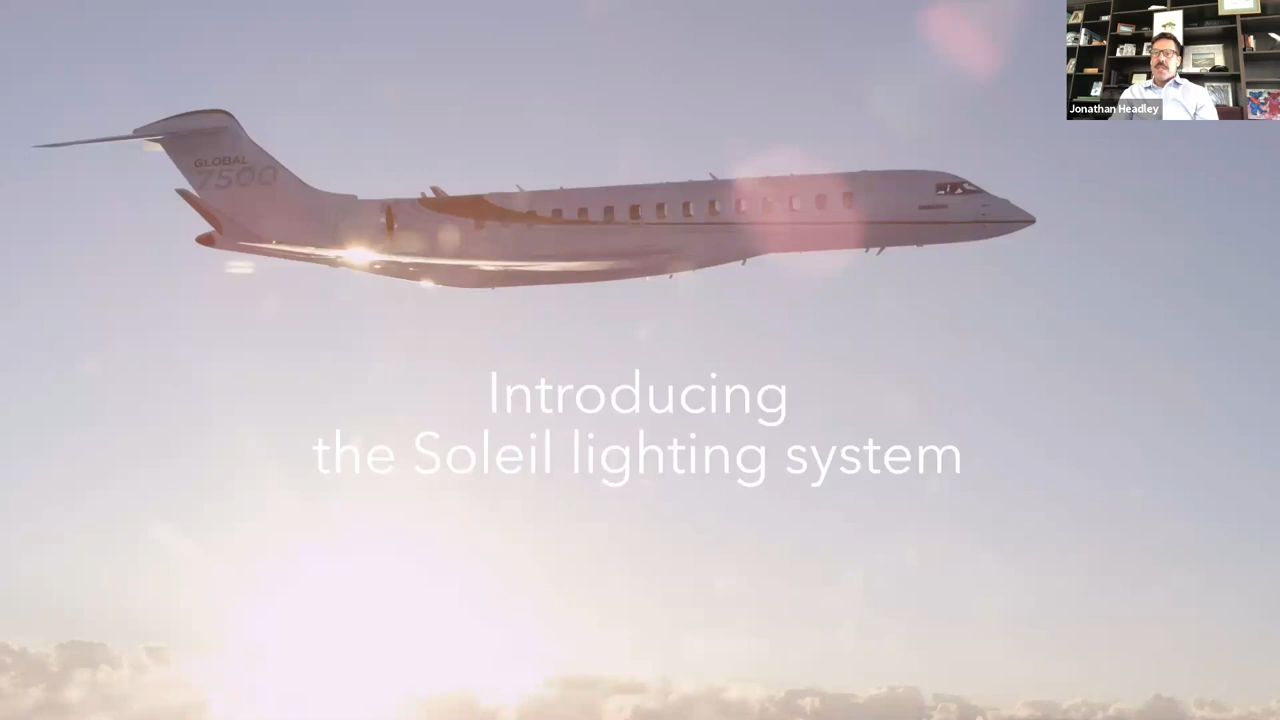 Jonathan Headley
GLOBAL
7500
Introducing
the Soleil lighting system